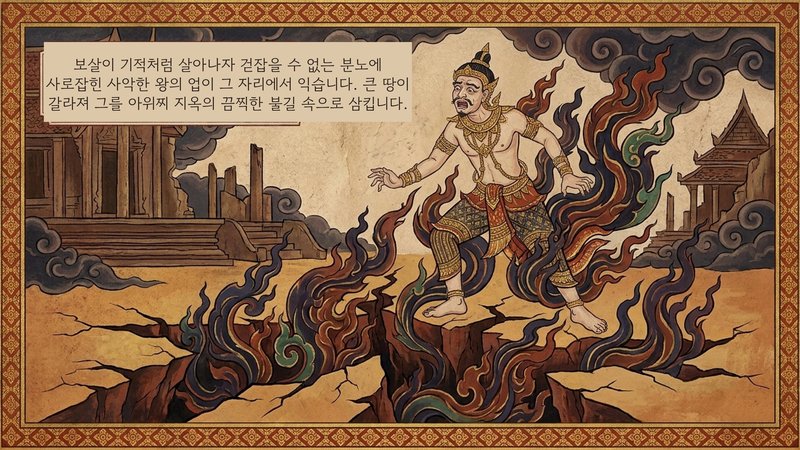 보살이 기적처럼 살아나자 걷잡을 수 없는 분노에
사로잡힌 사악한 왕의 업이 그 자리에서 익습니다. 큰 땅이
갈라져 그를 아위찌 지옥의 끔찍한 불길 속으로 삼킵니다.